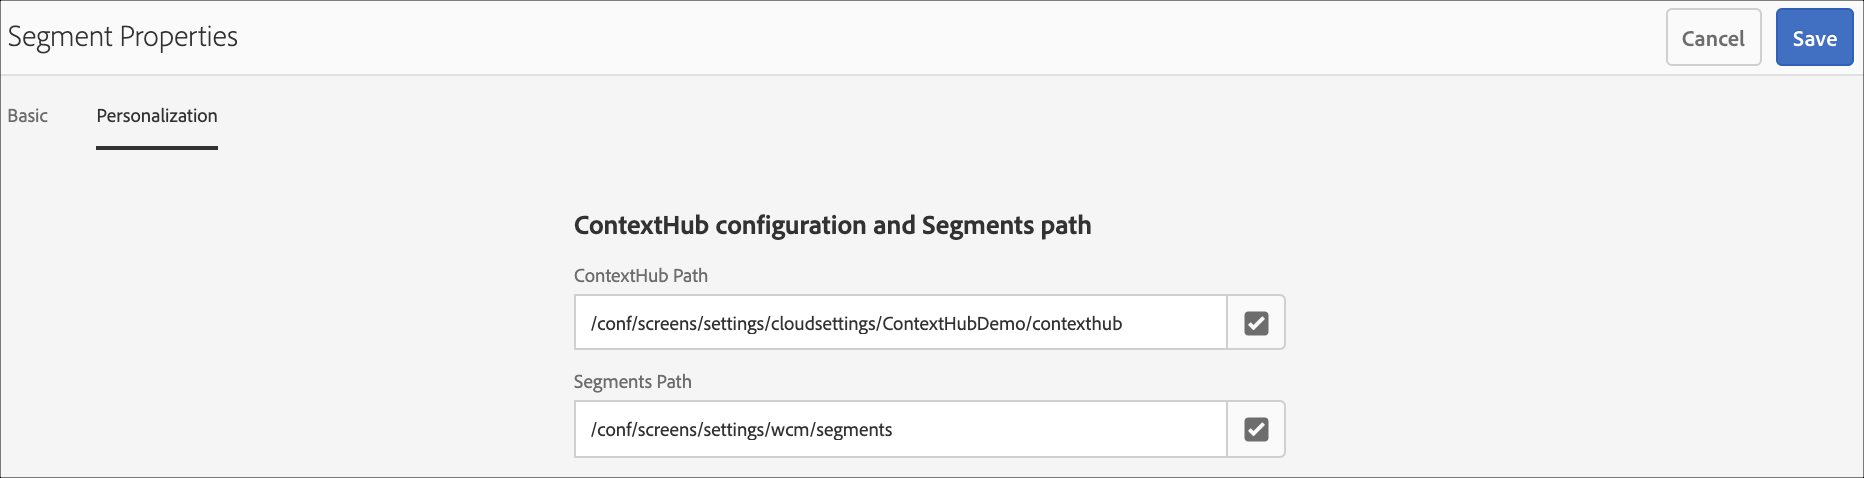 Segment Properties
Cancel
Save
Basic
Personalization
ContextHub configuration and Segments path
ContextHub Path
/conf/screens/settings/cloudsettings/ContextHubDemo/contexthub
Segments Path
/conf/screens/settings/wcm/segments